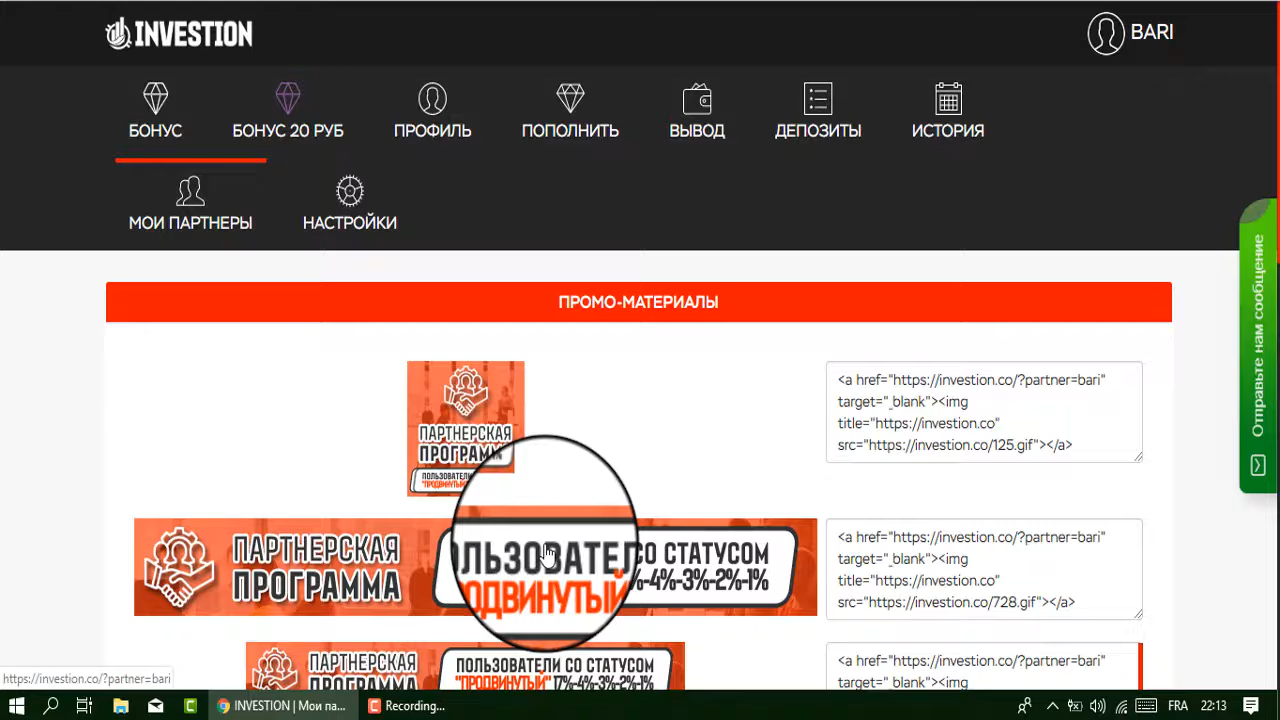 INVESTION
BARI
БОНУС
БОНУС 20 РУБ
ПРОФИЛЬ
ПОПОЛНИТЬ
ВЫВОД
ДЕПОЗИТЫ
ИСТОРИЯ
МОИ ПАРТНЕРЫ
НАСТРОЙКИ
Отправьте нам сообщение
ПРОМО-МАТЕРИАЛЫ
ПАРТНЕРСКАЯ
ПРОГРАММ
ПОЛЬЗОВАТЕЛИ
"ПРОДВИНУТЫЙ"
<a href="https://investion.co/?partner=bari"
target="_blank"><img
title="https://investion.co"
src="https://investion.co/125.gif"></a>
ПАРТНЕРСКАЯ
ПРОГРАММА
ОЛЬЗОВАТЕЛ СО СТАТУСОМ
ОДВИНУТЫЙ %-4%-3%-2%-1%
<a href="https://investion.co/?partner=bari"
target="_blank"><img
title="https://investion.co"
src="https://investion.co/728.gif"></a>
ПАРТНЕРСКАЯ
ПРОГРАММА
ПОЛЬЗОВАТЕЛИ СО СТАТУСОМ
"ПРОДВИНУТЫЙ" 17%-4%-3%-2%-1%
<a href="https://investion.co/?partner=bari"
target="_blank"><img
https://investion.co/?partner=bari
INVESTION | Мои па...
Recording...
FRA
22:13